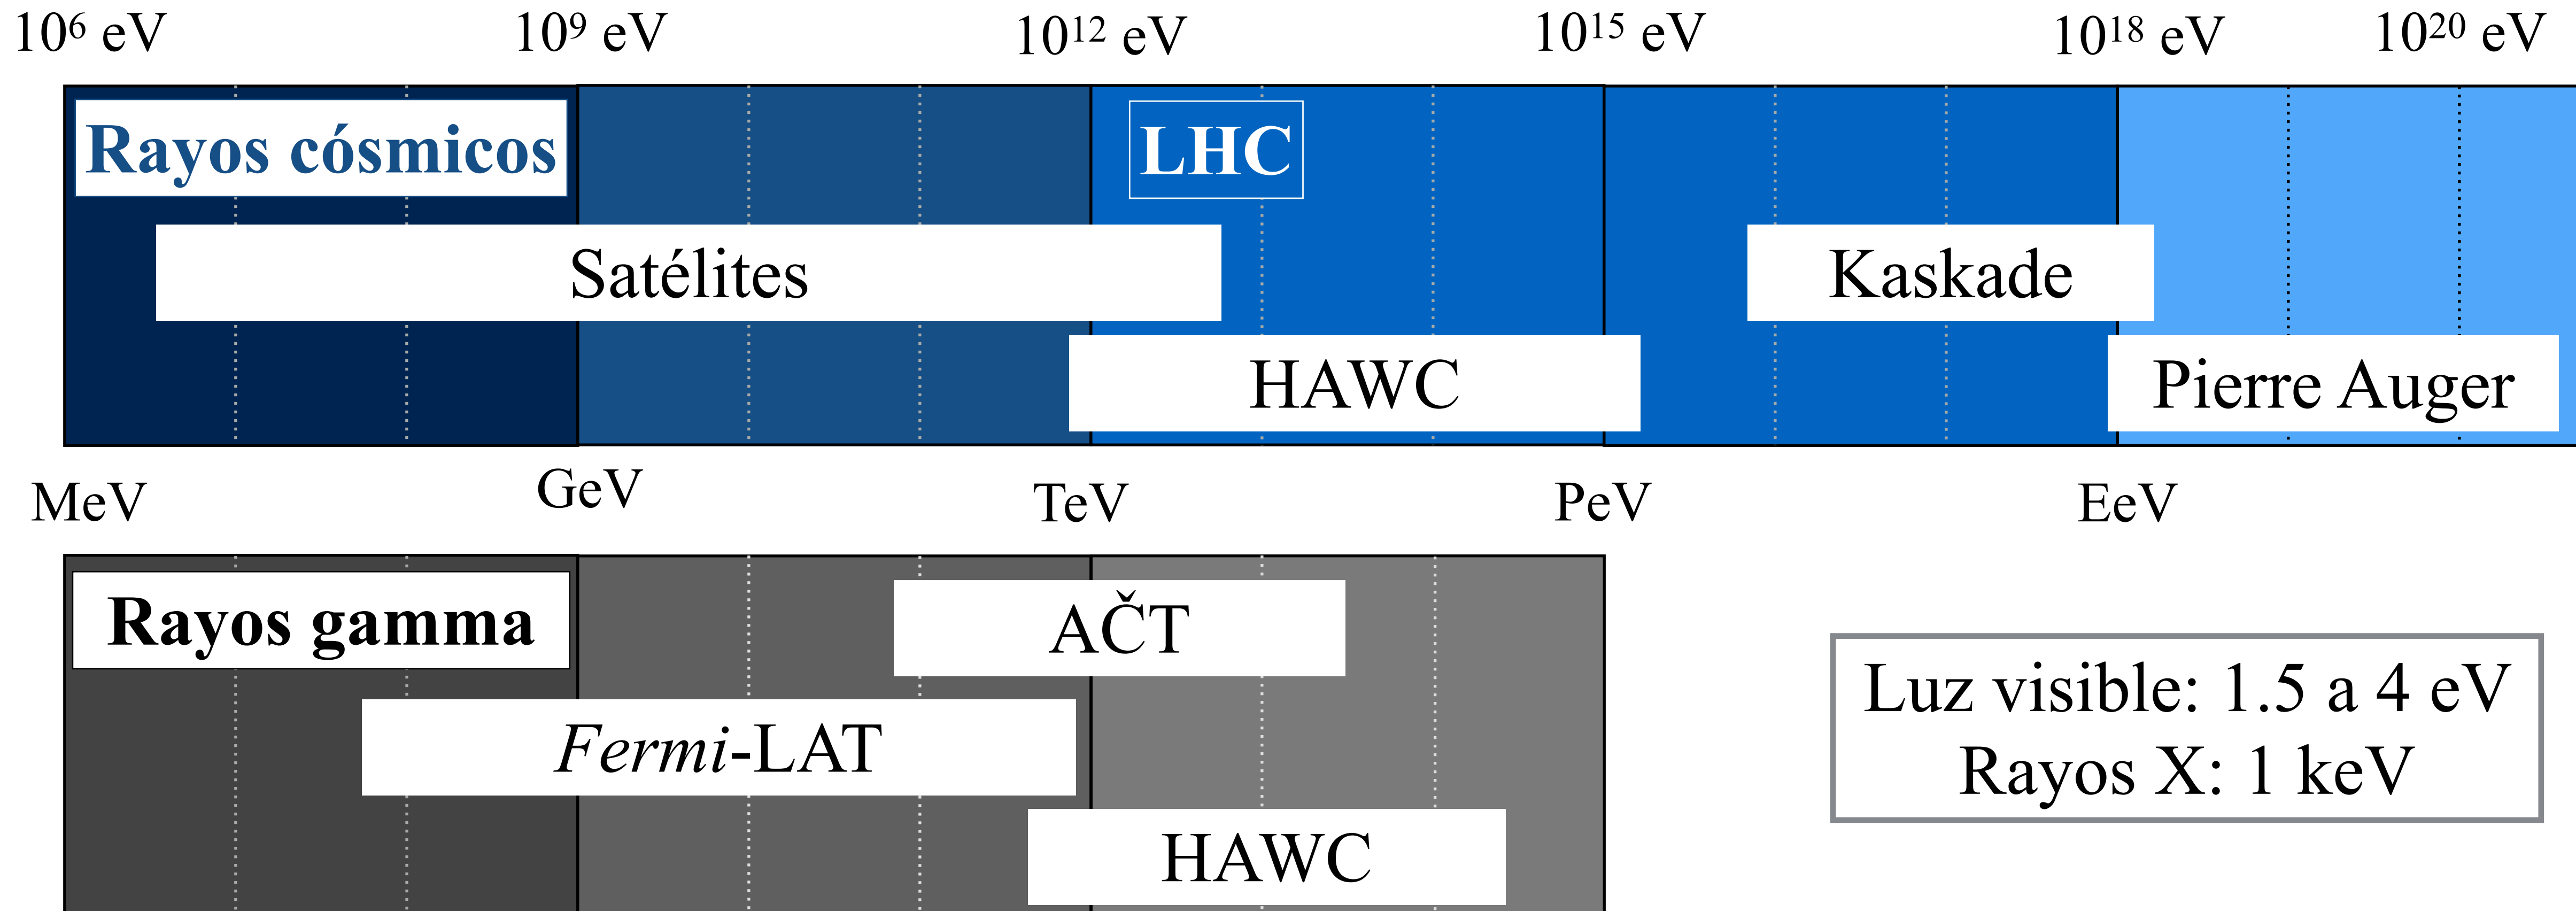 10⁶ eV 10⁹ eV 10¹² eV 10¹⁵ eV 10¹⁸ eV 10²⁰ eV
Rayos cósmicos
LHC
Satélites
Kaskade
HAWC
Pierre Auger
MeV GeV TeV PeV EeV
Rayos gamma
AČT
Fermi-LAT
HAWC
Luz visible: 1.5 a 4 eV
Rayos X: 1 keV